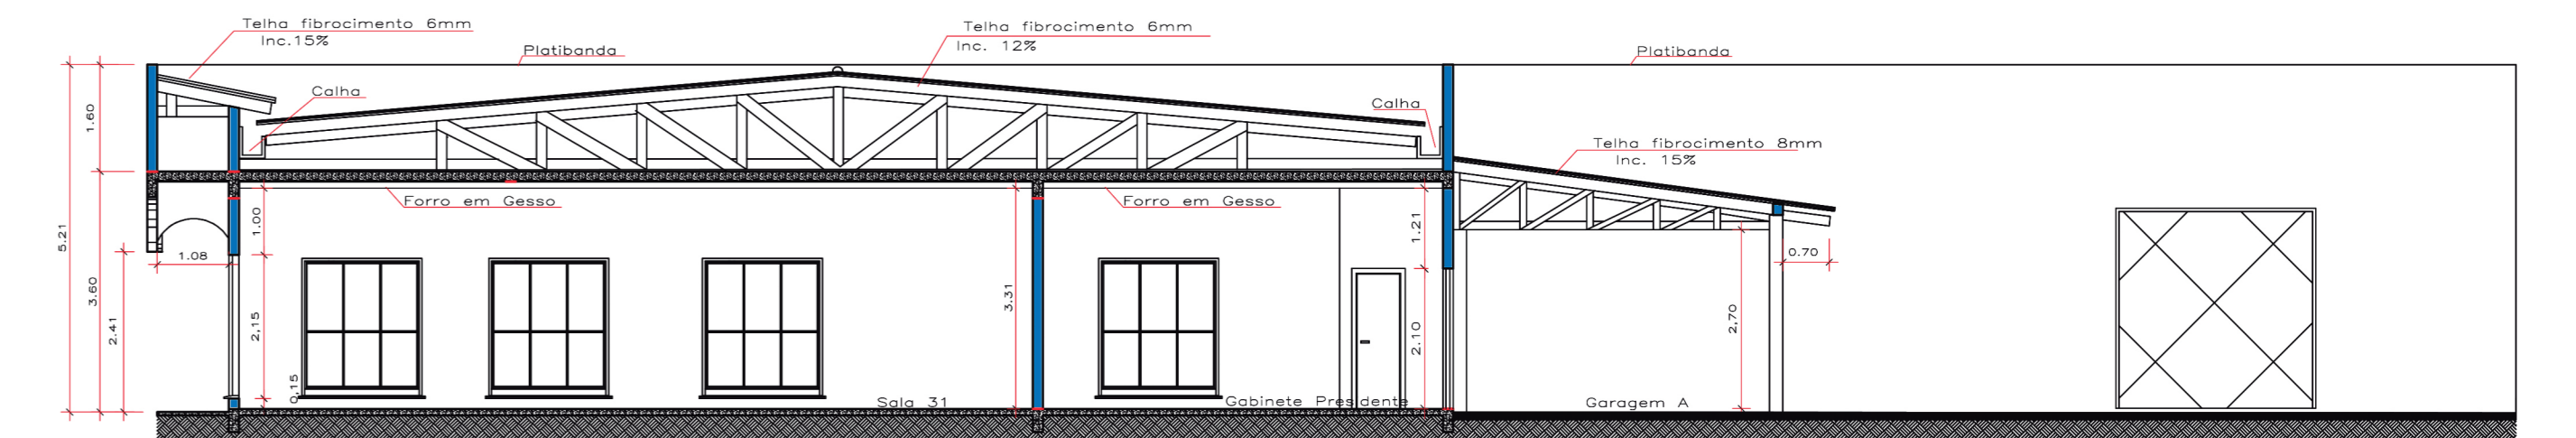 Telha fibrocimento 6mm
Inc.15%
Platibanda
Telha fibrocimento 6mm
Inc. 12%
Platibanda
Calha
Calha
1.60
Telha fibrocimento 8mm
Inc. 15%
Forro em Gesso
Forro em Gesso
1.00
1.21
5.21
1.08
0.70
3.60
2.41
2,15
3.31
2.10
2,70
0,15
Sala 31
Gabinete Presidente
Garagem A